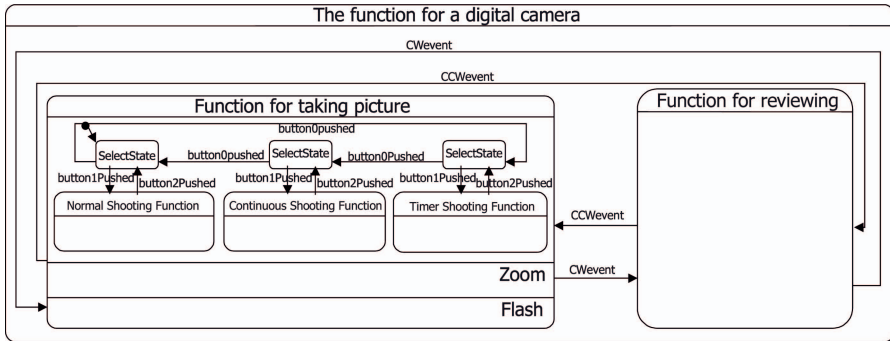 The function for a digital camera
CWevent
CCWevent
Function for taking picture
Function for reviewing
button0pushed
SelectState
button0pushed
SelectState
button0Pushed
SelectState
button1Pushed
button2Pushed
button1Pushed
button2Pushed
button1Pushed
button2Pushed
Normal Shooting Function
Continuous Shooting Function
Timer Shooting Function
CCWevent
Zoom
CWevent
Flash